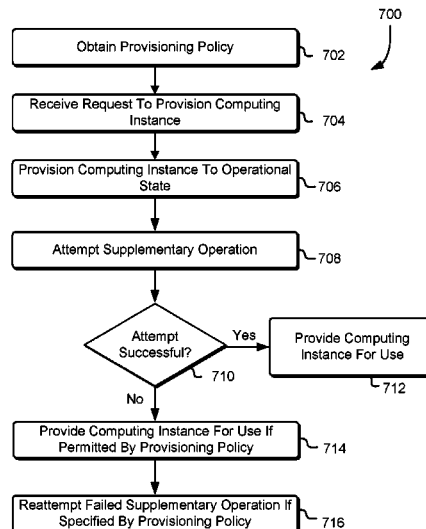 700
Obtain Provisioning Policy
702
Receive Request To Provision Computing
Instance
704
Provision Computing Instance To Operational
State
706
Attempt Supplementary Operation
708
Attempt
Successful?
710
Yes
Provide Computing
Instance For Use
712
No
Provide Computing Instance For Use If
Permitted By Provisioning Policy
714
Reattempt Failed Supplementary Operation If
Specified By Provisioning Policy
716